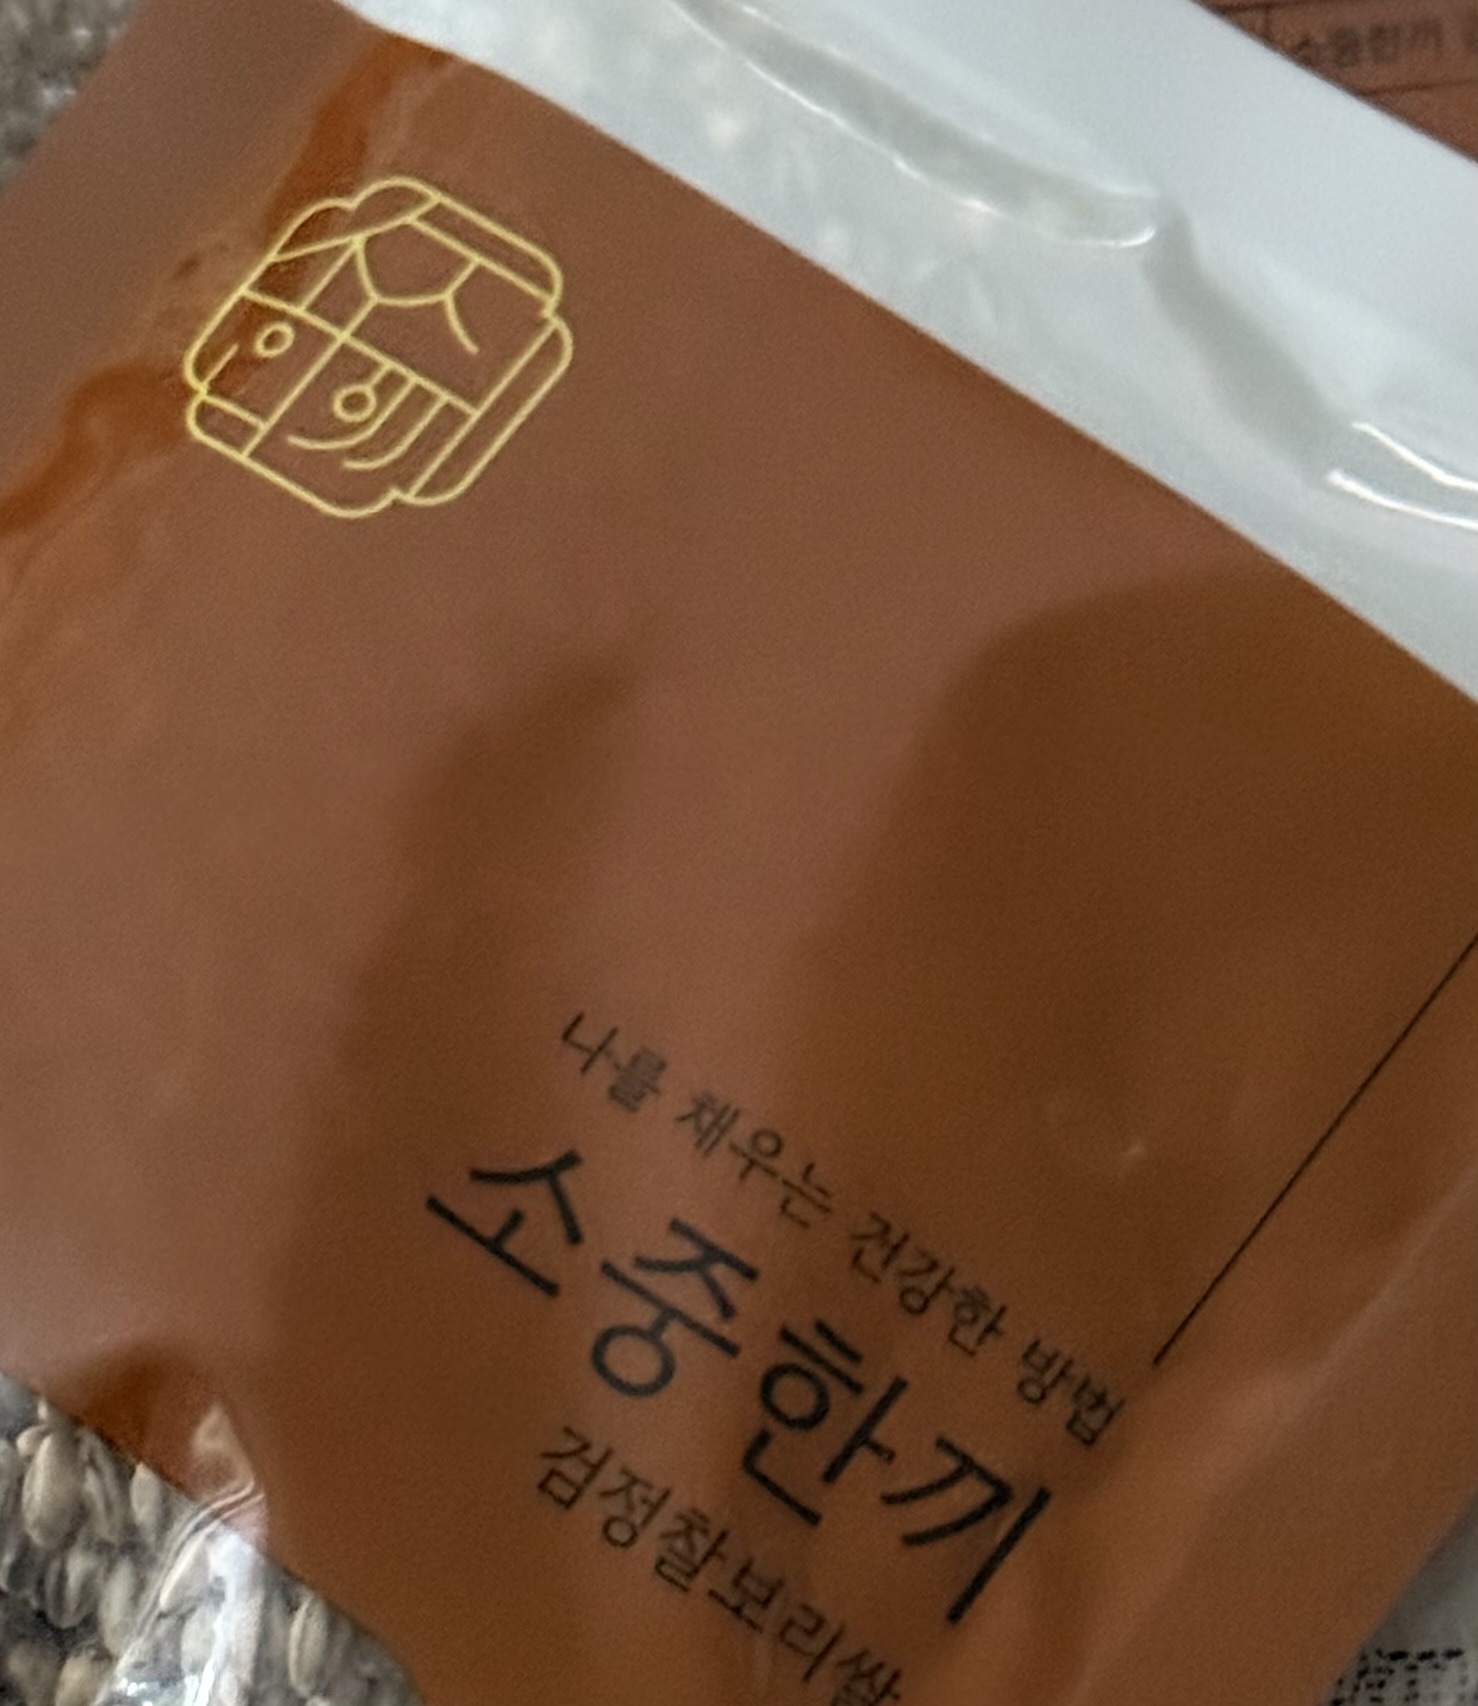 나를 채우는 건강한 방법
소중한끼
검정찰보리쌀